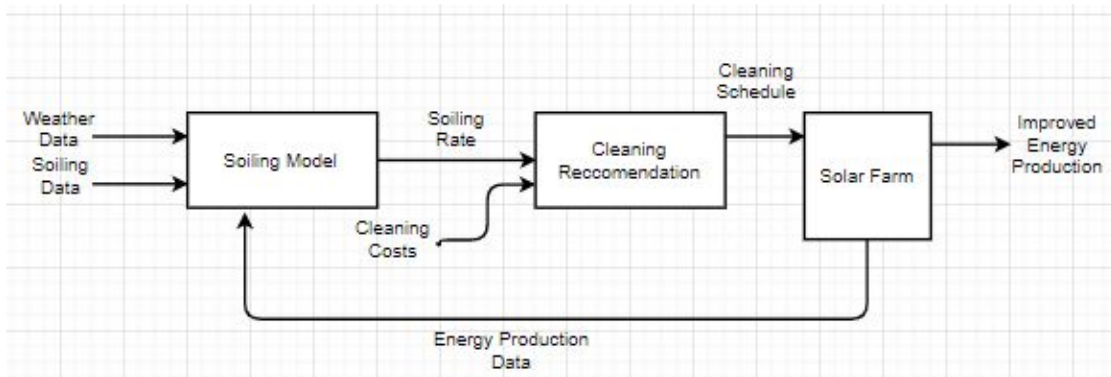 Weather
Data
Soiling
Data
Soiling Model
Soiling
Rate
Cleaning
Costs
Cleaning
Reccomendation
Cleaning
Schedule
Solar Farm
Improved
Energy
Production
Energy Production
Data